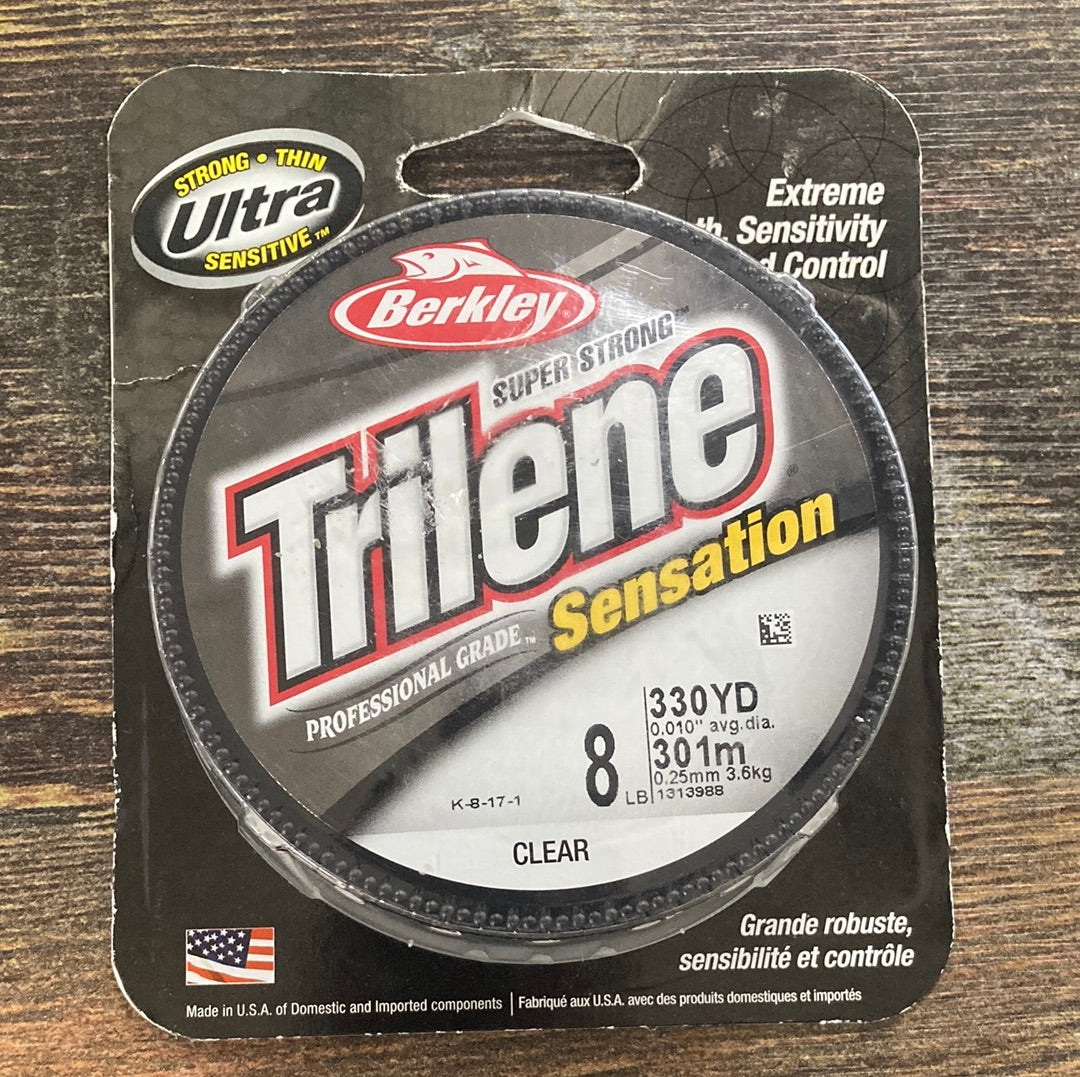 STRONG • THIN
Ultra
SENSITIVE™
Extreme
Sensitivity
Control
Berkley®
SUPER STRONG™
Trilene®
Sensation
PROFESSIONAL GRADE™
330YD
0.010" avg.dia.
301m
0.25mm 3.6kg
8 LB 1313988
K-8-17-1
CLEAR
Grande robuste,
sensibilité et contrôle
Made in U.S.A. of Domestic and Imported components | Fabriqué aux U.S.A. avec des produits domestiques et importés